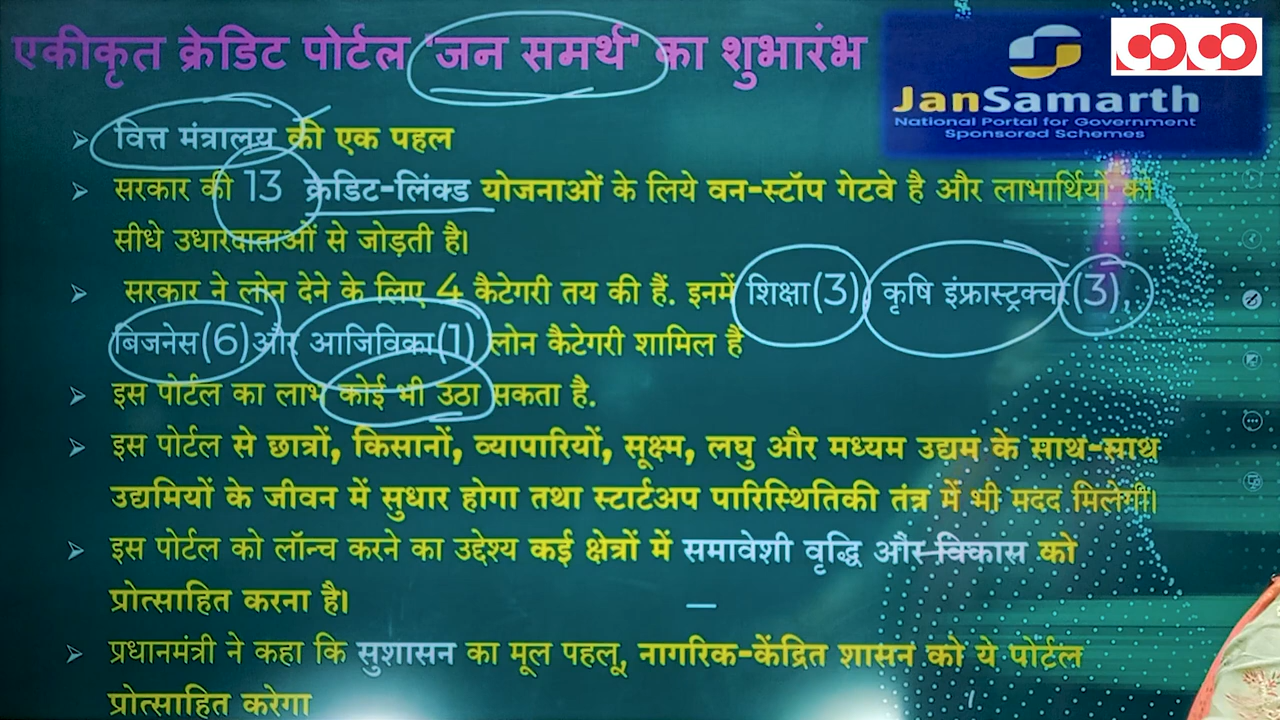 एकीकृत क्रेडिट पोर्टल 'जन समर्थ' का शुभारंभ
JanSamarth
National Portal for Government
Sponsored Schemes
➢ वित्त मंत्रालय की एक पहल
➢ सरकार की 13 क्रेडिट-लिंक्ड योजनाओं के लिये वन-स्टॉप गेटवे है और लाभार्थियों को
सीधे उधारदाताओं से जोड़ती है।
➢ सरकार ने लोन देने के लिए 4 कैटेगरी तय की हैं. इनमें शिक्षा(3) कृषि इंफ्रास्ट्रक्चर(3),
बिजनेस(6) और आजिविका(1) लोन कैटेगरी शामिल है
➢ इस पोर्टल का लाभ कोई भी उठा सकता है.
➢ इस पोर्टल से छात्रों, किसानों, व्यापारियों, सूक्ष्म, लघु और मध्यम उद्यम के साथ-साथ
उद्यमियों के जीवन में सुधार होगा तथा स्टार्टअप पारिस्थितिकी तंत्र में भी मदद मिलेगी।
➢ इस पोर्टल को लॉन्च करने का उद्देश्य कई क्षेत्रों में समावेशी वृद्धि और विकास को
प्रोत्साहित करना है।
➢ प्रधानमंत्री ने कहा कि सुशासन का मूल पहलू, नागरिक-केंद्रित शासन को ये पोर्टल
प्रोत्साहित करेगा